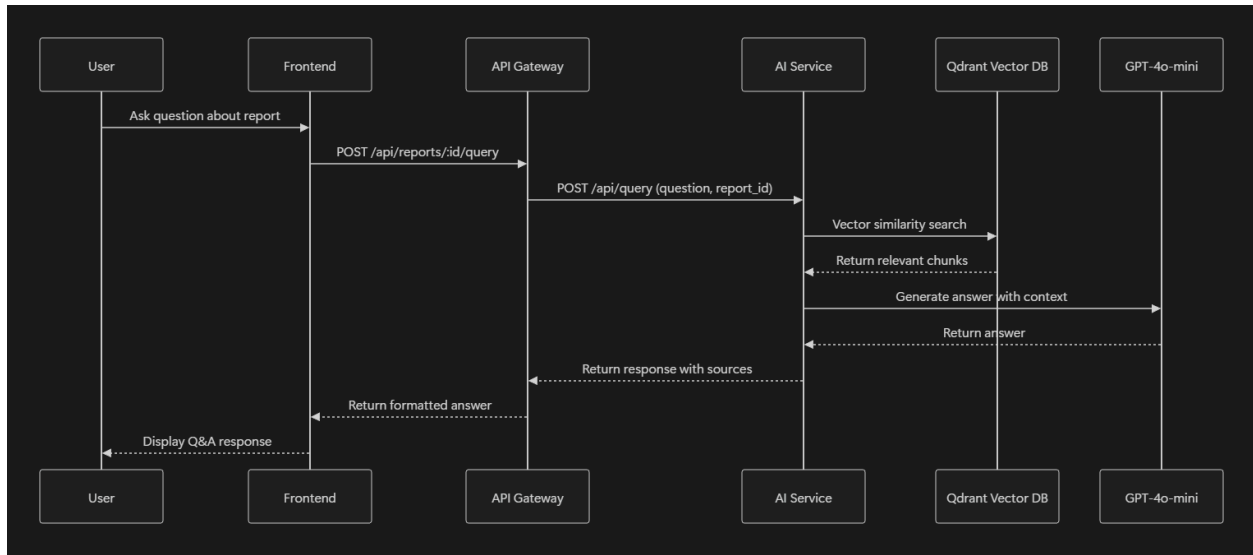 User
Frontend
API Gateway
AI Service
Qdrant Vector DB
GPT-4o-mini
Ask question about report
POST /api/reports/:id/query
POST /api/query (question, report_id)
Vector similarity search
Return relevant chunks
Generate answer with context
Return answer
Return response with sources
Return formatted answer
Display Q&A response
User
Frontend
API Gateway
AI Service
Qdrant Vector DB
GPT-4o-mini